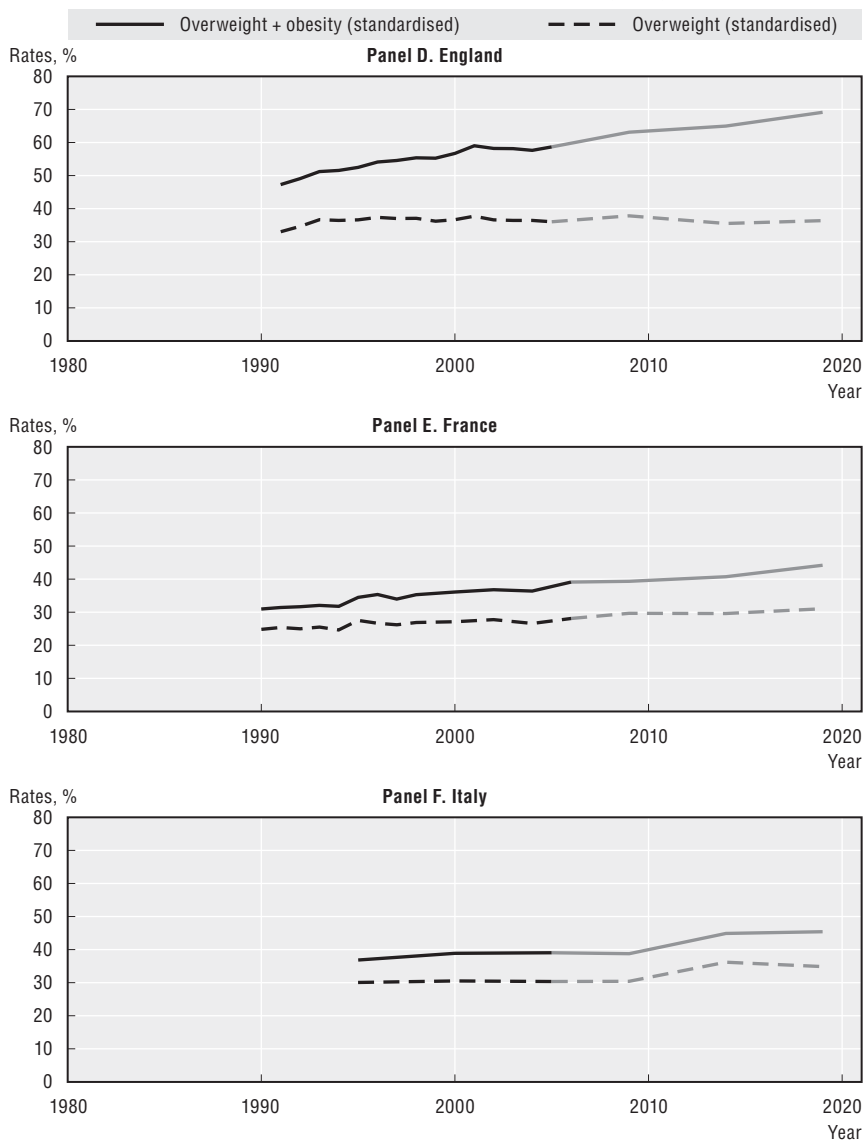 Overweight + obesity (standardised) Overweight (standardised)
Rates, % Panel D. England
80
70
60
50
40
30
20
10
0
1980 1990 2000 2010 2020
Year
Rates, % Panel E. France
80
70
60
50
40
30
20
10
0
1980 1990 2000 2010 2020
Year
Rates, % Panel F. Italy
80
70
60
50
40
30
20
10
0
1980 1990 2000 2010 2020
Year